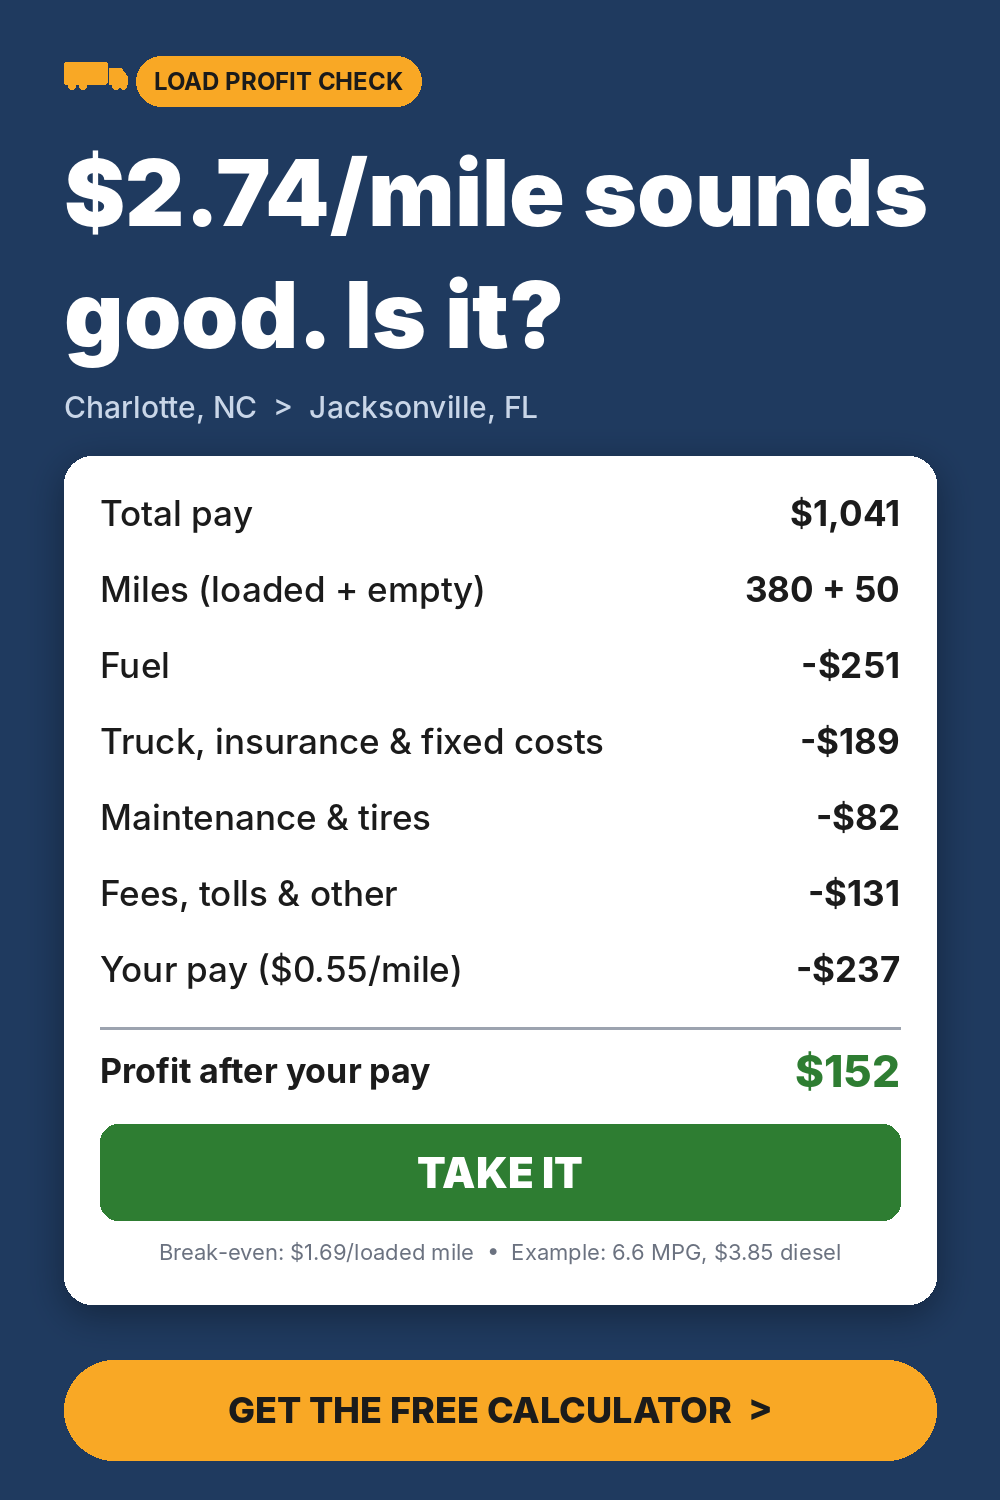 LOAD PROFIT CHECK
$2.74/mile sounds
good. Is it?
Charlotte, NC > Jacksonville, FL
Total pay $1,041
Miles (loaded + empty) 380 + 50
Fuel -$251
Truck, insurance & fixed costs -$189
Maintenance & tires -$82
Fees, tolls & other -$131
Your pay ($0.55/mile) -$237
Profit after your pay $152
TAKE IT
Break-even: $1.69/loaded mile • Example: 6.6 MPG, $3.85 diesel
GET THE FREE CALCULATOR >